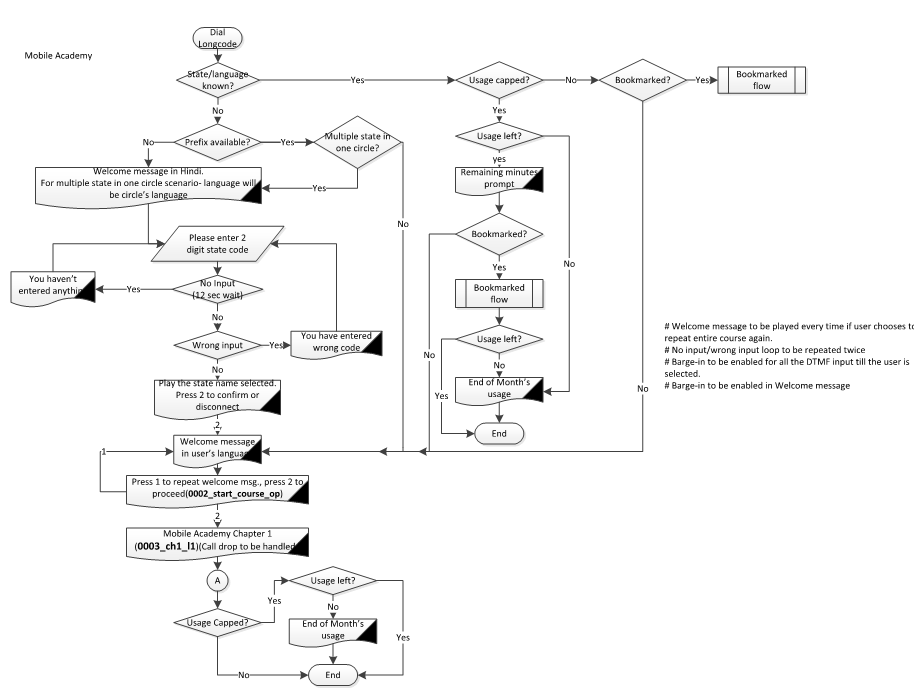 Mobile Academy
Dial
Longcode
State/language
known?
Yes
Usage capped?
No
Bookmarked?
Yes
Bookmarked
flow
No
Yes
Prefix available?
No
Yes
Multiple state in
one circle?
Usage left?
yes
Welcome message in Hindi.
For multiple state in one circle scenario- language will
be circle's language
Yes
Remaining minutes
prompt
No
Please enter 2
digit state code
Bookmarked?
No
Yes
You haven't
entered anythin
Yes
No Input
(12 sec wait)
Bookmarked
flow
No
Wrong input
Yes
You have entered
wrong code
Usage left?
No
No
# Welcome message to be played every time if user chooses to
repeat entire course again.
# No input/wrong input loop to be repeated twice
# Barge-in to be enabled for all the DTMF input till the user is
selected.
# Barge-in to be enabled in Welcome message
No
No
Play the state name selected.
Press 2 to confirm or
disconnect
Yes
End of Month's
usage
2
End
Welcome message
in user's langua
1
Press 1 to repeat welcome msg., press 2 to
proceed(0002_start_course_op)
2
Mobile Academy Chapter 1
(0003_ch1_l1)(Call drop to be handled
A
Usage left?
Yes
No
Usage Capped?
End of Month's
usage
Yes
No
End